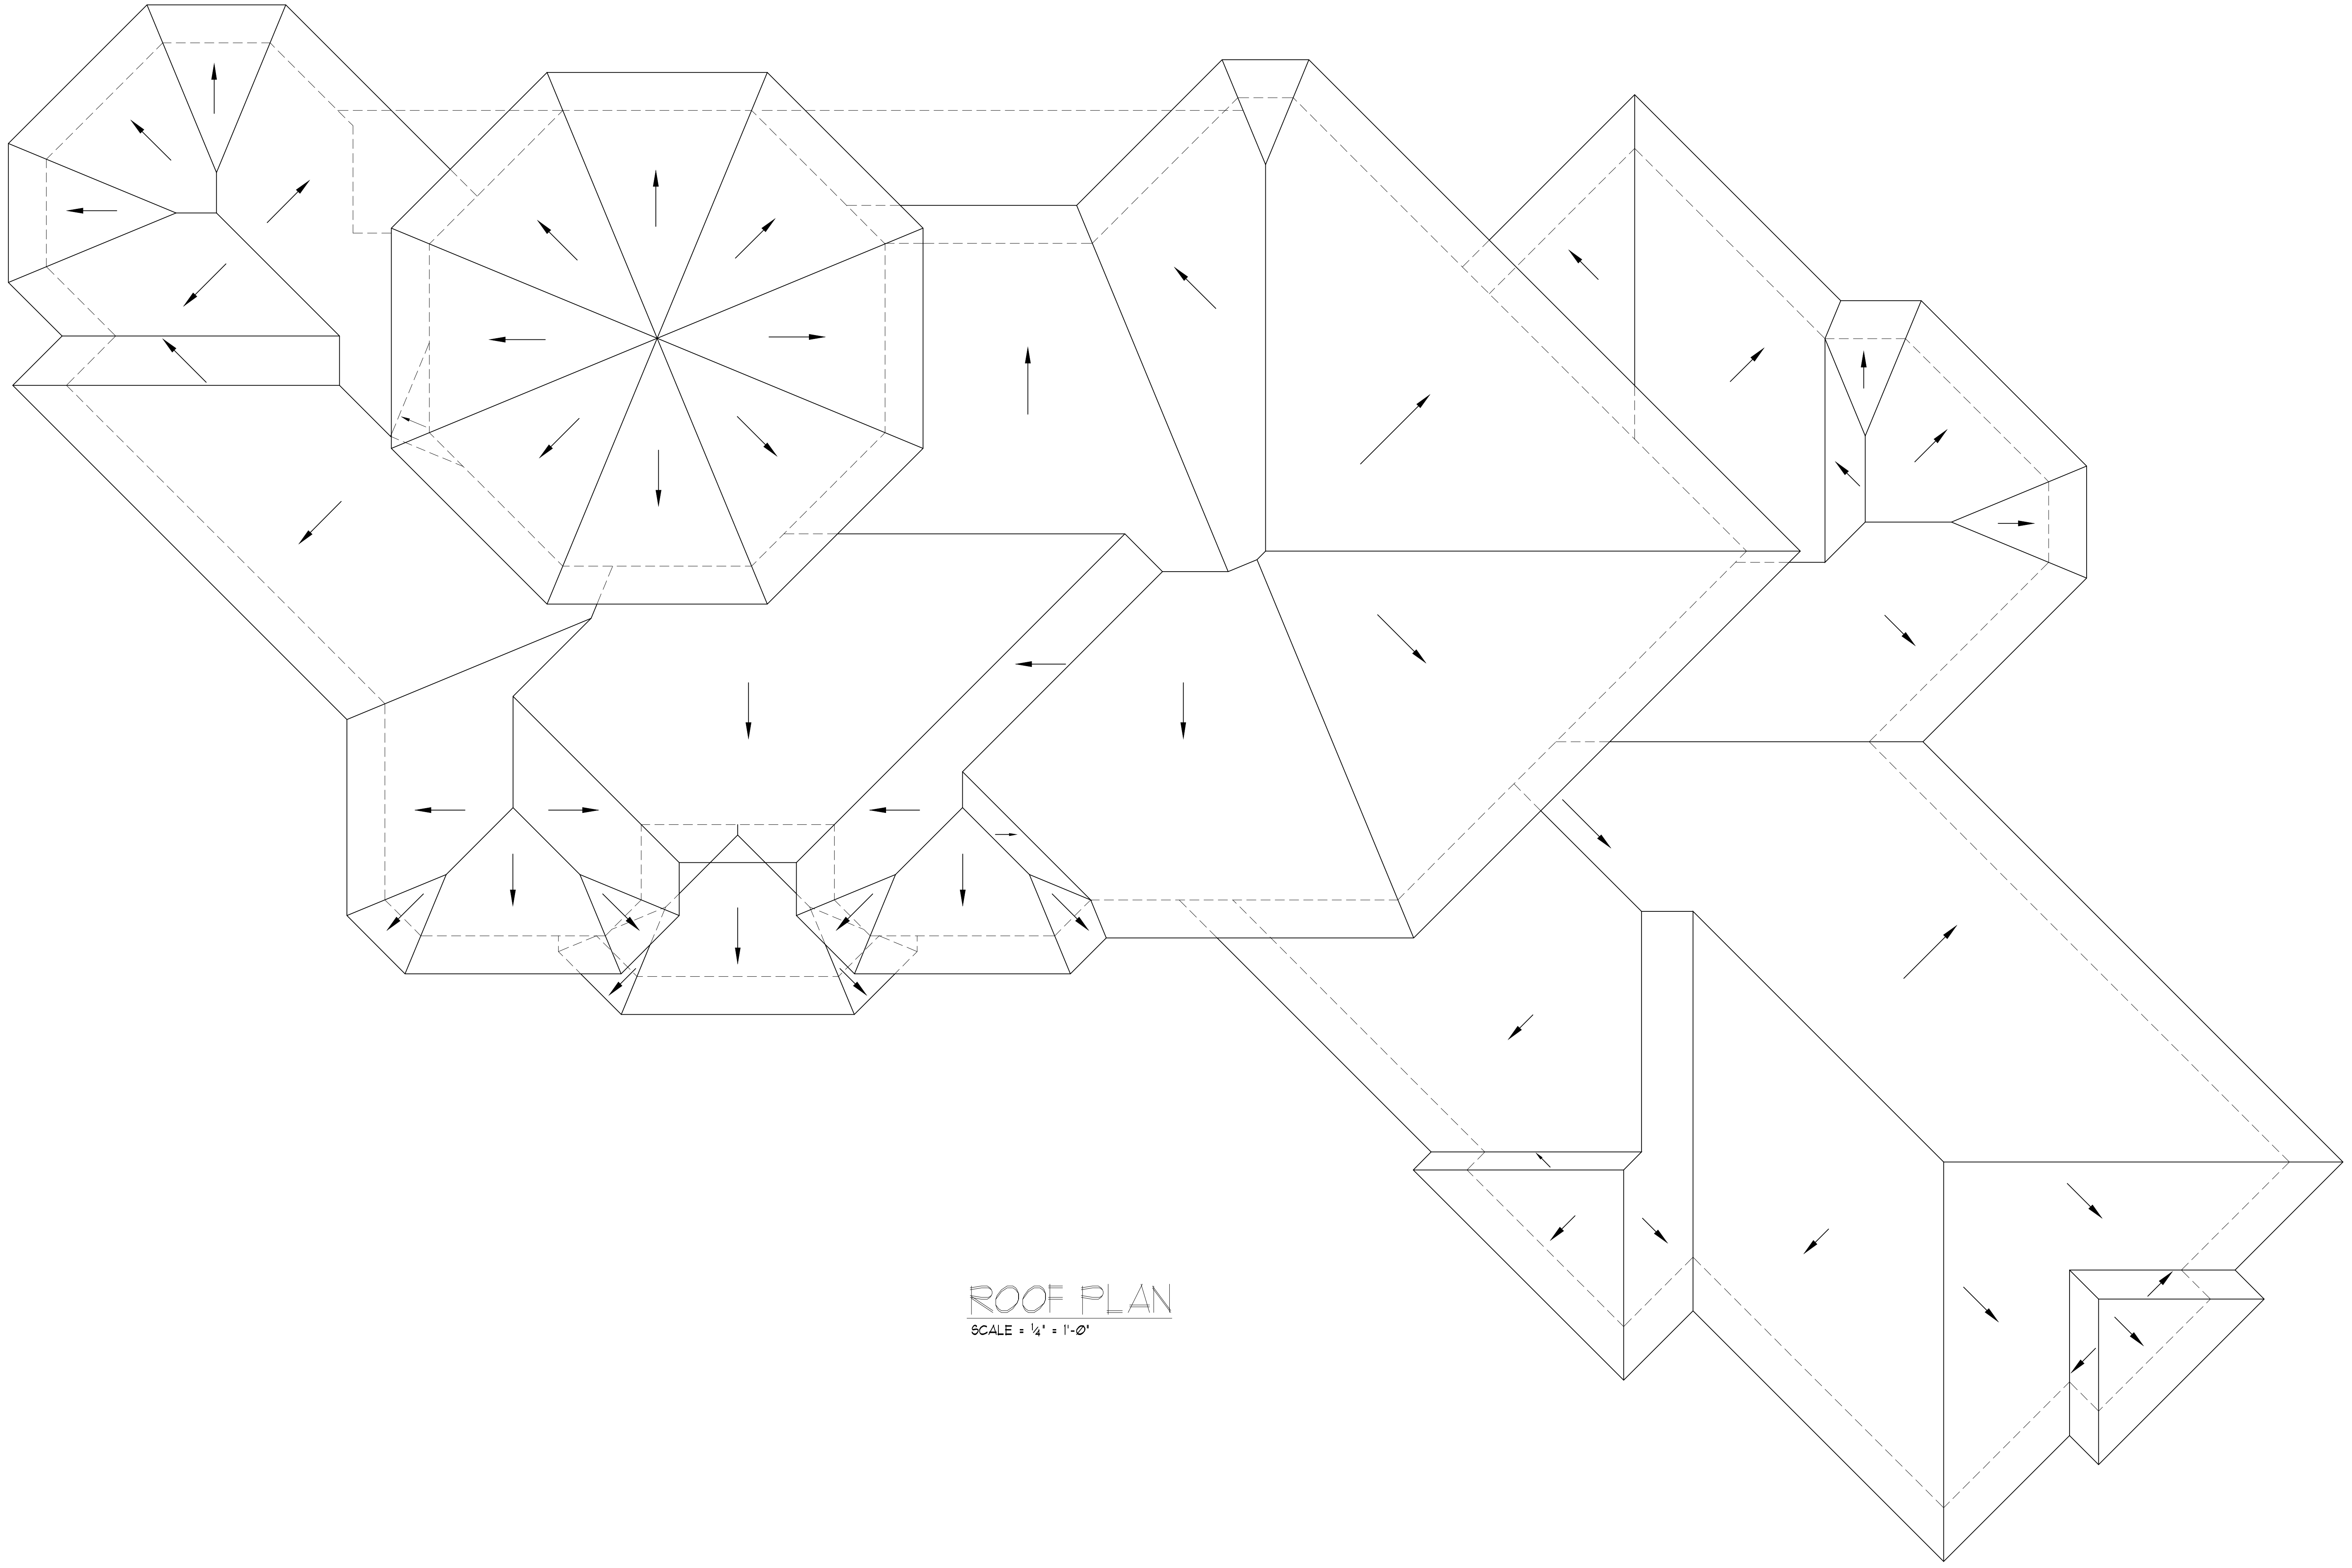 ROOF PLAN
SCALE = ¼" = 1'-0"